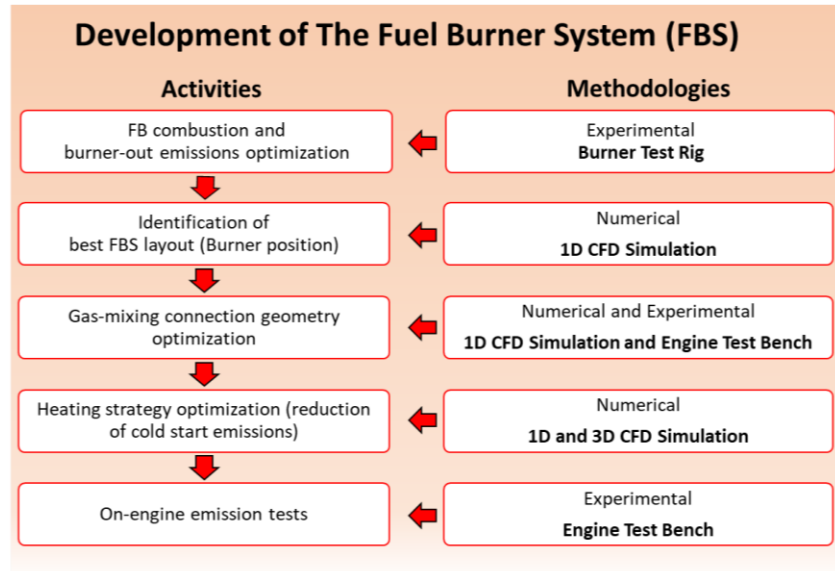 Development of The Fuel Burner System (FBS)
Activities
Methodologies
FB combustion and
burner-out emissions optimization
Experimental
Burner Test Rig
Identification of
best FBS layout (Burner position)
Numerical
1D CFD Simulation
Gas-mixing connection geometry
optimization
Numerical and Experimental
1D CFD Simulation and Engine Test Bench
Heating strategy optimization (reduction
of cold start emissions)
Numerical
1D and 3D CFD Simulation
On-engine emission tests
Experimental
Engine Test Bench